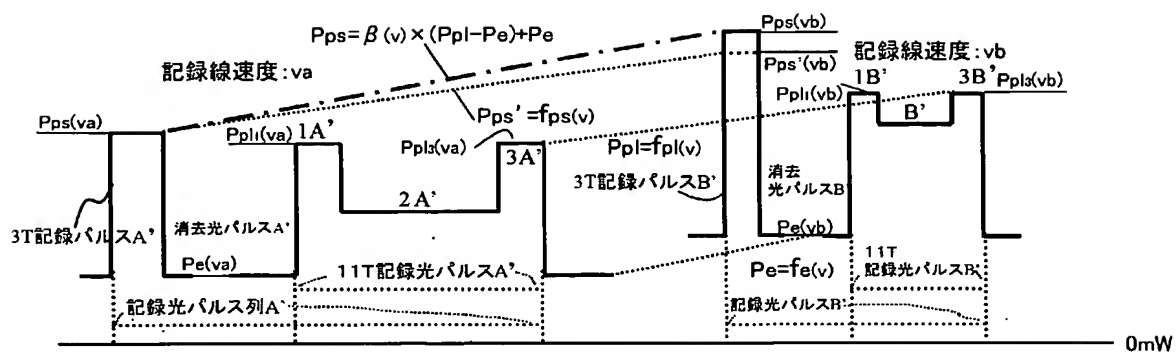 Pps=β(v)×(Ppl-Pe)+Pe
記録線速度:va
Pps'=fps(v)
Pps(va)
Ppl1(va)
1A'
Ppl3(va)
3A'
2A'
3T記録パルスA'
消去光パルスA'
Pe(va)
11T記録光パルスA'
記録光パルス列A'
Pps(vb)
Pps'(vb)
記録線速度:vb
Ppl1(vb)
1B'
3B'
Ppl3(vb)
B'
Ppl=fpl(v)
3T記録パルスB'
消去
光パルスB'
Pe(vb)
Pe=fe(v)
11T
記録光パルスB'
記録光パルスB'
0mW